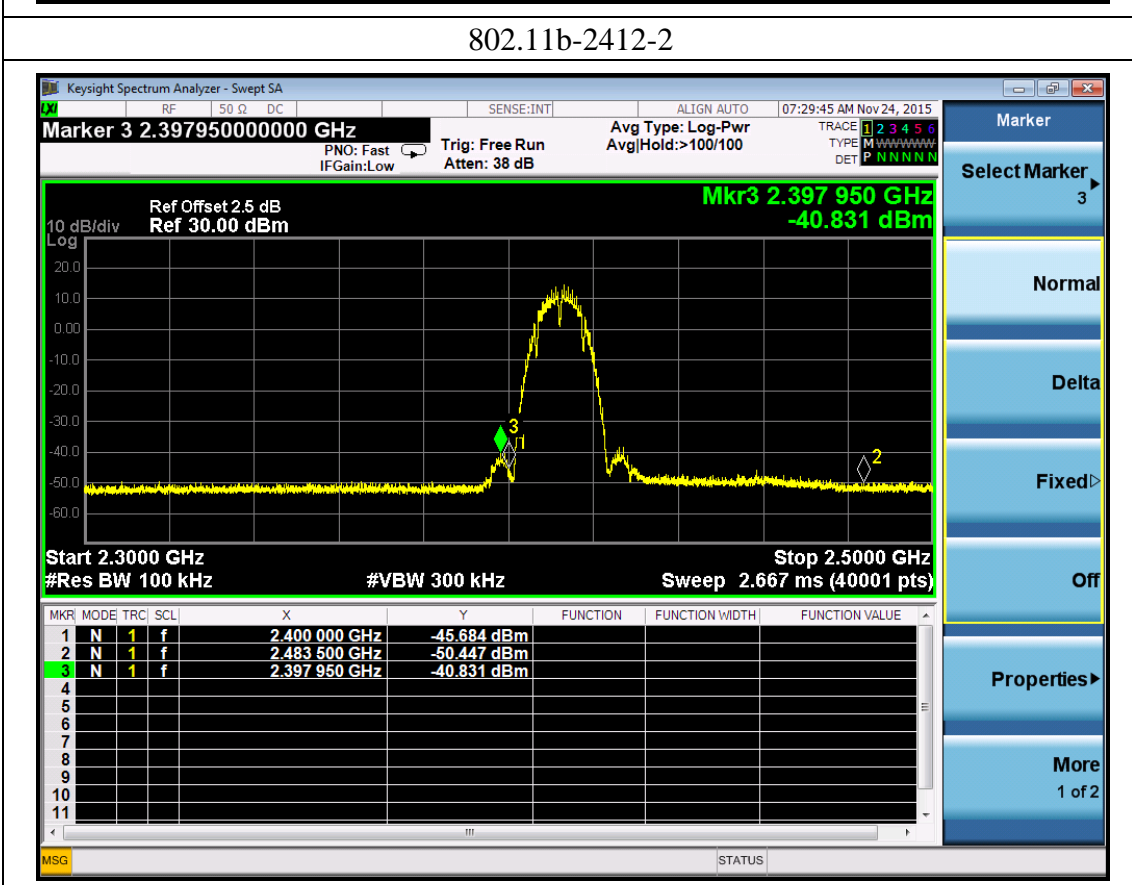 802.11b-2412-2
Keysight Spectrum Analyzer - Swept SA
LXI RF 50 Ω DC SENSE:INT ALIGN AUTO 07:29:45 AM Nov 24, 2015
Marker 3 2.397950000000 GHz
PNO: Fast
IFGain:Low
Trig: Free Run
Atten: 38 dB
Avg Type: Log-Pwr
Avg|Hold:>100/100
TRACE 1 2 3 4 5 6
TYPE M WWWWW
DET P N N N N N
Mkr3 2.397 950 GHz
-40.831 dBm
Ref Offset 2.5 dB
10 dB/div Ref 30.00 dBm
Log
20.0
10.0
0.00
-10.0
-20.0
-30.0
-40.0
-50.0
-60.0
3
1
2
Start 2.3000 GHz Stop 2.5000 GHz
#Res BW 100 kHz #VBW 300 kHz Sweep 2.667 ms (40001 pts)
MKR MODE TRC SCL X Y FUNCTION FUNCTION WIDTH FUNCTION VALUE
1 N 1 f 2.400 000 GHz -45.684 dBm
2 N 1 f 2.483 500 GHz -50.447 dBm
3 N 1 f 2.397 950 GHz -40.831 dBm
4
5
6
7
8
9
10
11
MSG STATUS
Marker
Select Marker
3
Normal
Delta
Fixed
Off
Properties
More
1 of 2